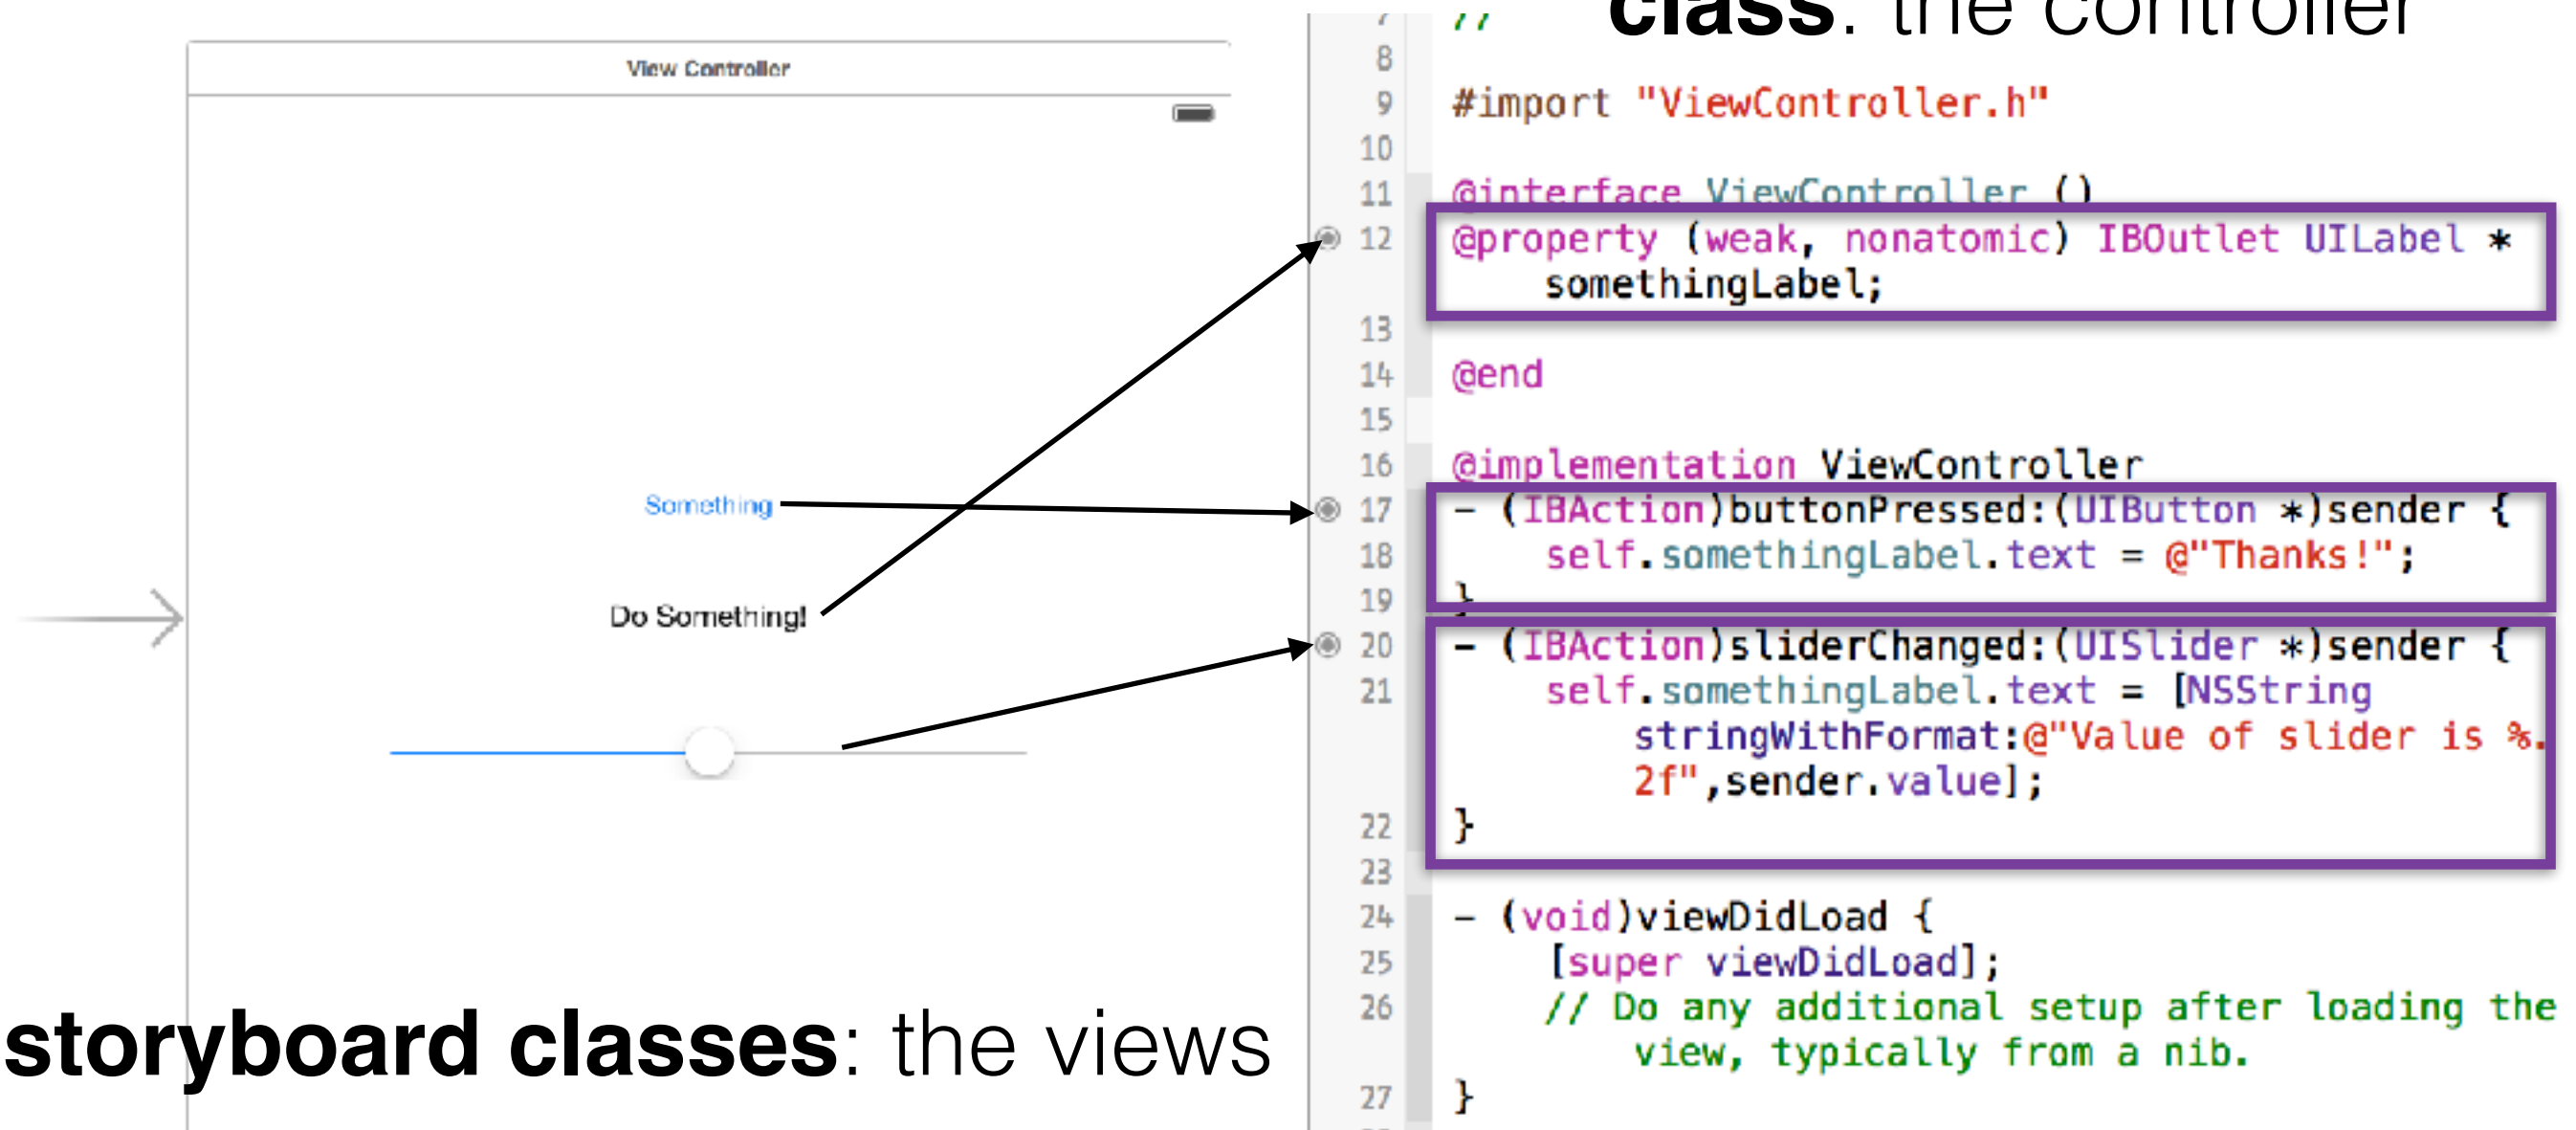 class: the controller
View Controller
Something
Do Something!
storyboard classes: the views
7 //
8
9 #import "ViewController.h"
10
11 @interface ViewController ()
12 @property (weak, nonatomic) IBOutlet UILabel *
somethingLabel;
13
14 @end
15
16 @implementation ViewController
17 - (IBAction)buttonPressed:(UIButton *)sender {
18 self.somethingLabel.text = @"Thanks!";
19 }
20 - (IBAction)sliderChanged:(UISlider *)sender {
21 self.somethingLabel.text = [NSString
stringWithFormat:@"Value of slider is %.
2f",sender.value];
22 }
23
24 - (void)viewDidLoad {
25 [super viewDidLoad];
26 // Do any additional setup after loading the
view, typically from a nib.
27 }